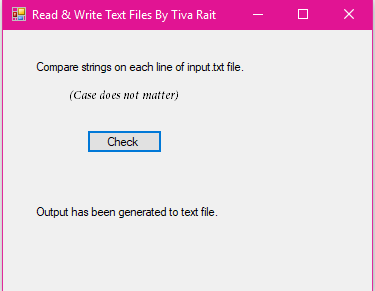 Read & Write Text Files By Tiva Rait
Compare strings on each line of input.txt file.
(Case does not matter)
Check
Output has been generated to text file.